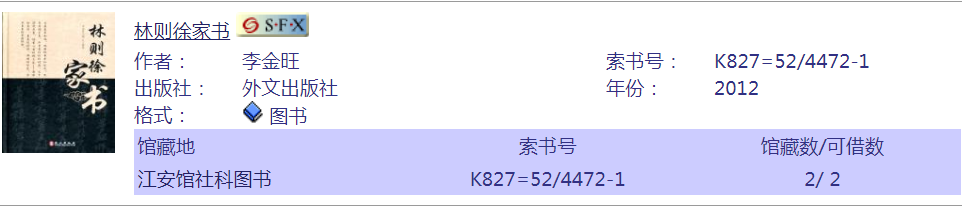 林则徐家书 S·F·X
作者： 李金旺 索书号： K827=52/4472-1
出版社： 外文出版社 年份： 2012
格式： 图书
馆藏地 索书号 馆藏数/可借数
江安馆社科图书 K827=52/4472-1 2/ 2
林则徐
家书